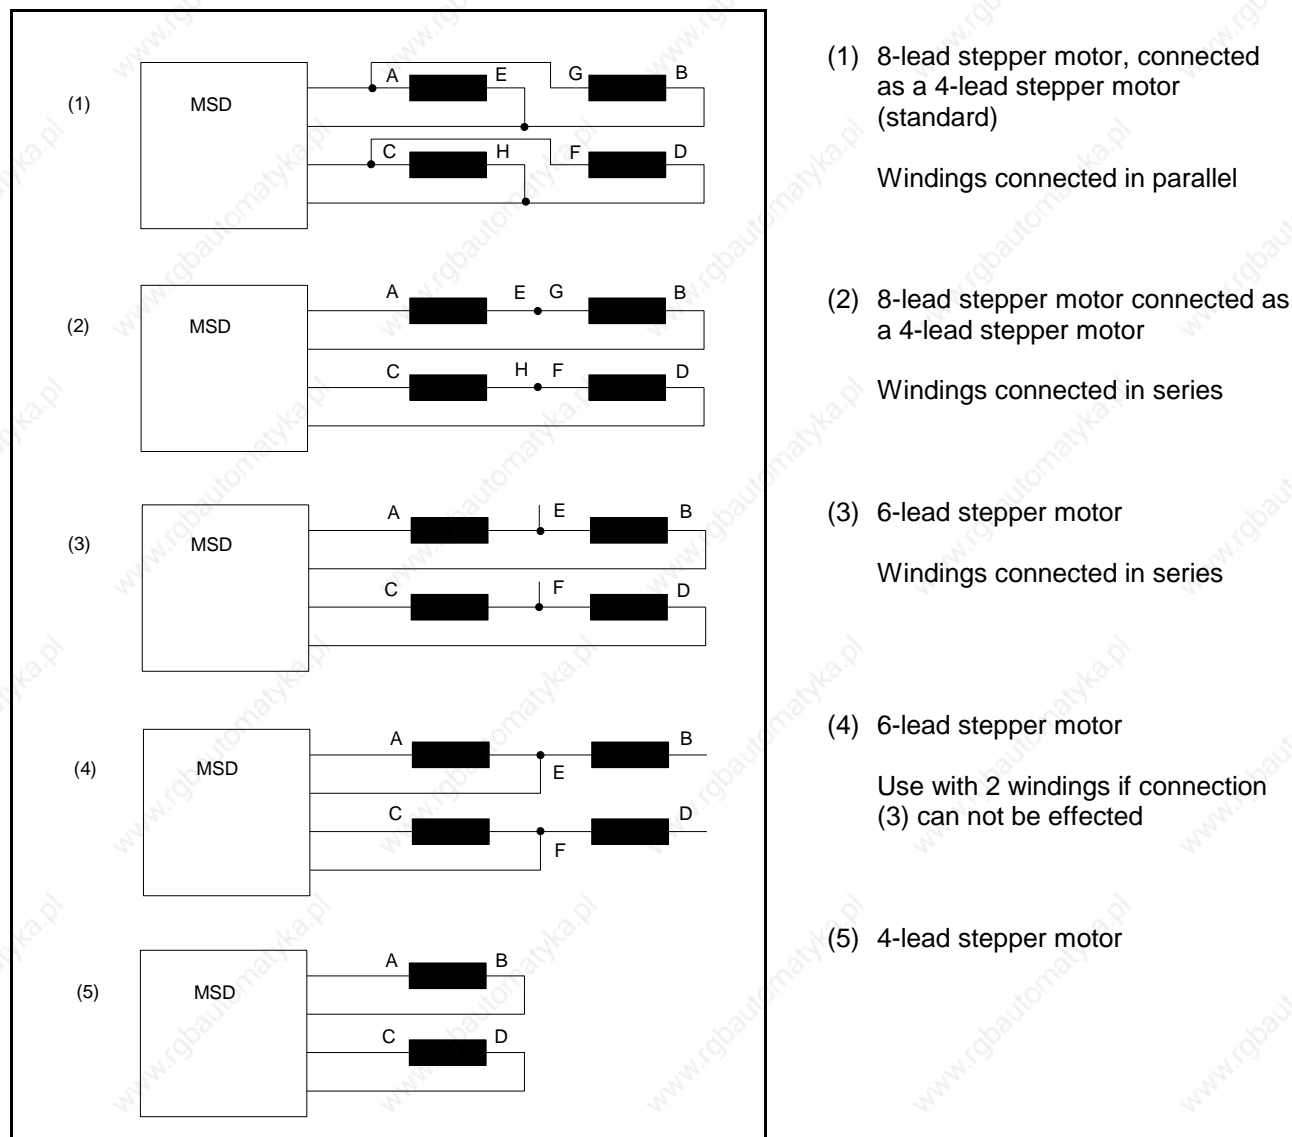 (1) MSD A E G B C H F D
(1) 8-lead stepper motor, connected
as a 4-lead stepper motor
(standard)
Windings connected in parallel
(2) MSD A E G B C H F D
(2) 8-lead stepper motor connected as
a 4-lead stepper motor
Windings connected in series
(3) MSD A E B C F D
(3) 6-lead stepper motor
Windings connected in series
(4) MSD A E B C F D
(4) 6-lead stepper motor
Use with 2 windings if connection
(3) can not be effected
(5) MSD A B C D
(5) 4-lead stepper motor
www.rgbautomatyka.pl